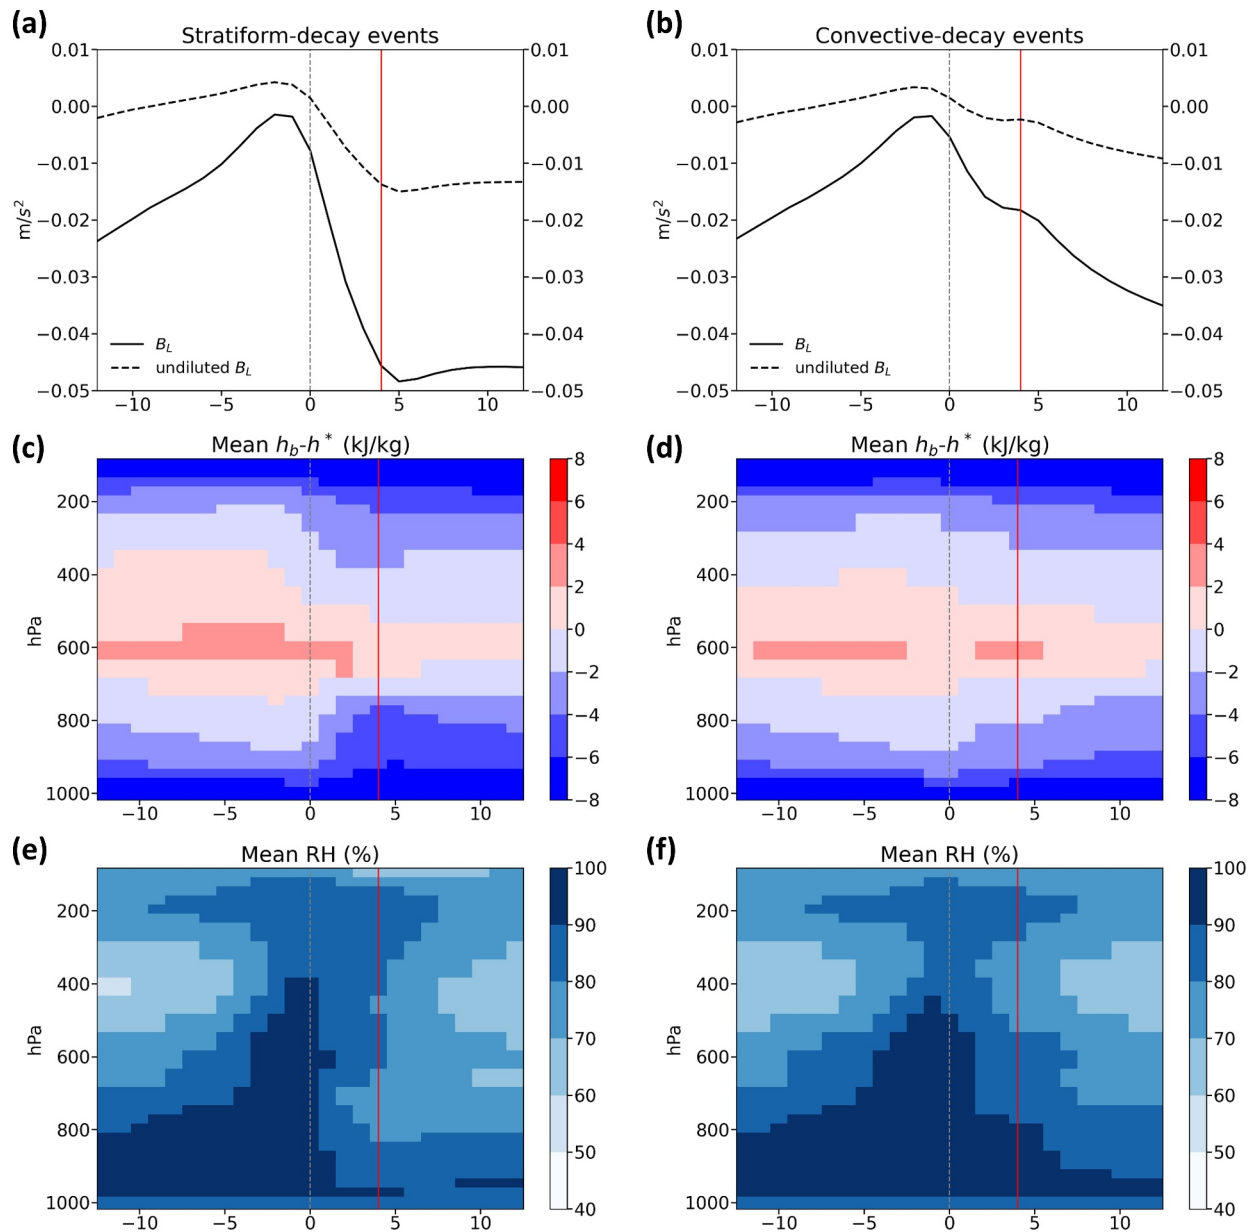 (a)
Stratiform-decay events
0.01
0.00
−0.01
−0.02
−0.03
−0.04
−0.05
m/s²
0.01
0.00
−0.01
−0.02
−0.03
−0.04
−0.05
B_L
undiluted B_L
−10 −5 0 5 10
(b)
Convective-decay events
0.01
0.00
−0.01
−0.02
−0.03
−0.04
−0.05
m/s²
0.01
0.00
−0.01
−0.02
−0.03
−0.04
−0.05
B_L
undiluted B_L
−10 −5 0 5 10
(c)
Mean h_b-h* (kJ/kg)
200
400
600
800
1000
hPa
−10 −5 0 5 10
8
6
4
2
0
−2
−4
−6
−8
(d)
Mean h_b-h* (kJ/kg)
200
400
600
800
1000
hPa
−10 −5 0 5 10
8
6
4
2
0
−2
−4
−6
−8
(e)
Mean RH (%)
200
400
600
800
1000
hPa
−10 −5 0 5 10
100
90
80
70
60
50
40
(f)
Mean RH (%)
200
400
600
800
1000
hPa
−10 −5 0 5 10
100
90
80
70
60
50
40